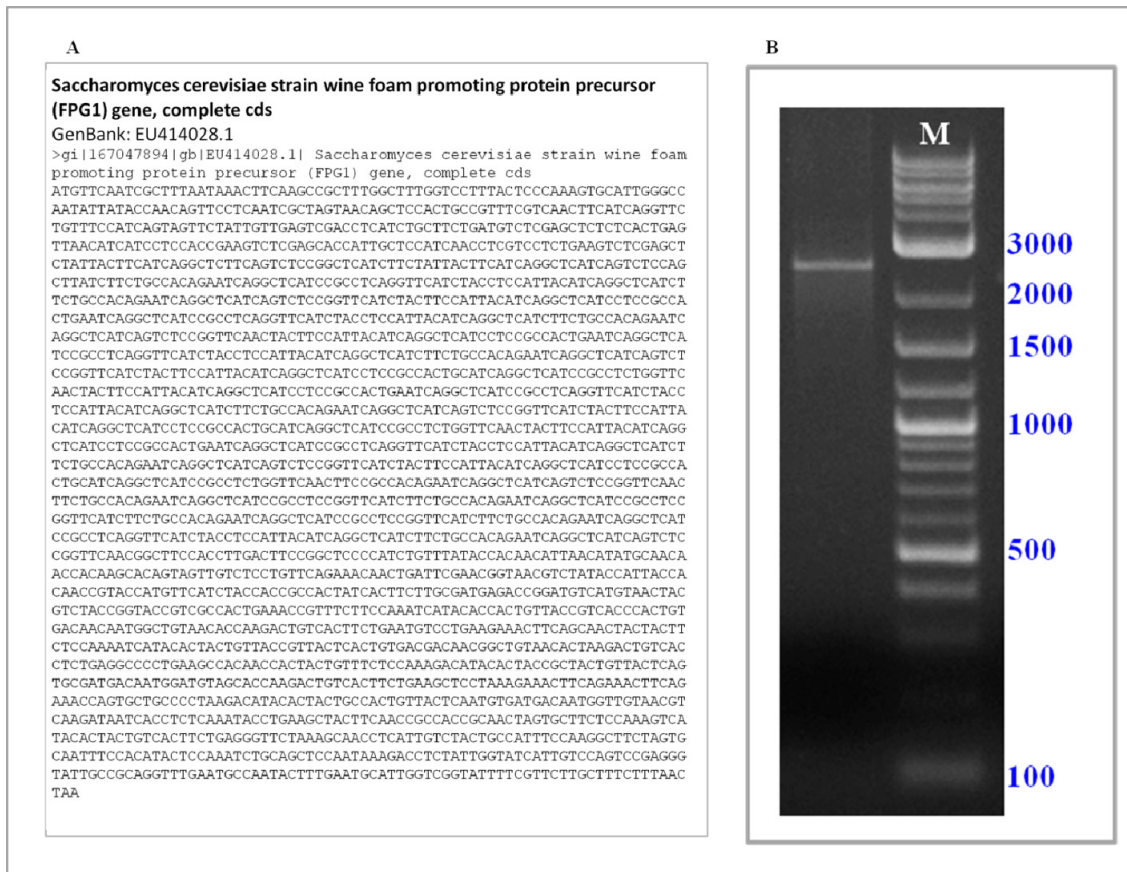 A
B
Saccharomyces cerevisiae strain wine foam promoting protein precursor
(FPG1) gene, complete cds
GenBank: EU414028.1
>gi|167047894|gb|EU414028.1| Saccharomyces cerevisiae strain wine foam
promoting protein precursor (FPG1) gene, complete cds
ATGTTCAATCGCTTTAATAAACTTCAAGCCGCTTTGGCTTTGGTCCTTTACTCCCAAAGTGCATTGGGCC
AATATTATACCAACAGTTCCTCAATCGCTAGTAACAGCTCCACTGCCGTTTCGTCAACTTCATCAGGTTC
TGTTTCCATCAGTAGTTCTATTGTTGAGTCGACCTCATCTGCTTCTGATGTCTCGAGCTCTCTCACTGAG
TTAACATCATCCTCCACCGAAGTCTCGAGCACCATTGCTCCATCAACCTCGTCCTCTGAAGTCTCGAGCT
CTATTACTTCATCAGGCTCTTCAGTCTCCGGCTCATCTTCTATTACTTCATCAGGCTCATCAGTCTCCAG
CTTATCTTCTGCCACAGAATCAGGCTCATCCGCCTCAGGTTCATCTACCTCCATTACATCAGGCTCATCT
TCTGCCACAGAATCAGGCTCATCAGTCTCCGGTTCATCTACTTCCATTACATCAGGCTCATCCTCCGCCA
CTGAATCAGGCTCATCCGCCTCAGGTTCATCTACCTCCATTACATCAGGCTCATCTTCTGCCACAGAATC
AGGCTCATCAGTCTCCGGTTCAACTACTTCCATTACATCAGGCTCATCCTCCGCCACTGAATCAGGCTCA
TCCGCCTCAGGTTCATCTACCTCCATTACATCAGGCTCATCTTCTGCCACAGAATCAGGCTCATCAGTCT
CCGGTTCATCTACTTCCATTACATCAGGCTCATCCTCCGCCACTGCATCAGGCTCATCCGCCTCTGGTTC
AACTACTTCCATTACATCAGGCTCATCCTCCGCCACTGAATCAGGCTCATCCGCCTCAGGTTCATCTACC
TCCATTACATCAGGCTCATCTTCTGCCACAGAATCAGGCTCATCAGTCTCCGGTTCATCTACTTCCATTA
CATCAGGCTCATCCTCCGCCACTGCATCAGGCTCATCCGCCTCTGGTTCAACTACTTCCATTACATCAGG
CTCATCCTCCGCCACTGAATCAGGCTCATCCGCCTCAGGTTCATCTACCTCCATTACATCAGGCTCATCT
TCTGCCACAGAATCAGGCTCATCAGTCTCCGGTTCATCTACTTCCATTACATCAGGCTCATCCTCCGCCA
CTGCATCAGGCTCATCCGCCTCTGGTTCAACTTCCGCCACAGAATCAGGCTCATCAGTCTCCGGTTCAAC
TTCTGCCACAGAATCAGGCTCATCCGCCTCCGGTTCATCTTCTGCCACAGAATCAGGCTCATCCGCCTCC
GGTTCATCTTCTGCCACAGAATCAGGCTCATCCGCCTCCGGTTCATCTTCTGCCACAGAATCAGGCTCAT
CCGCCTCAGGTTCATCTACCTCCATTACATCAGGCTCATCTTCTGCCACAGAATCAGGCTCATCAGTCTC
CGGTTCAACGGCTTCCACCTTGACTTCCGGCTCCCCATCTGTTTATACCACAACATTAACATATGCAACA
ACCACAAGCACAGTAGTTGTCTCCTGTTCAGAAACAACTGATTCGAACGGTAACGTCTATACCATTACCA
CAACCGTACCATGTTCATCTACCACCGCCACTATCACTTCTTGCGATGAGACCGGATGTCATGTAACTAC
GTCTACCGGTACCGTCGCCACTGAAACCGTTTCTTCCAAATCATACACCACTGTTACCGTCACCCACTGT
GACAACAATGGCTGTAACACCAAGACTGTCACTTCTGAATGTCCTGAAGAAACTTCAGCAACTACTACTT
CTCCAAAATCATACACTACTGTTACCGTTACTCACTGTGACGACAACGGCTGTAACACTAAGACTGTCAC
CTCTGAGGCCCCTGAAGCCACAACCACTACTGTTTCTCCAAAGACATACACTACCGCTACTGTTACTCAG
TGCGATGACAATGGATGTAGCACCAAGACTGTCACTTCTGAAGCTCCTAAAGAAACTTCAGAAACTTCAG
AAACCAGTGCTGCCCCTAAGACATACACTACTGCCACTGTTACTCAATGTGATGACAATGGTTGTAACGT
CAAGATAATCACCTCTCAAATACCTGAAGCTACTTCAACCGCCACCGCAACTAGTGCTTCTCCAAAGTCA
TACACTACTGTCACTTCTGAGGGTTCTAAAGCAACCTCATTGTCTACTGCCATTTCCAAGGCTTCTAGTG
CAATTTCCACATACTCCAAATCTGCAGCTCCAATAAAGACCTCTATTGGTATCATTGTCCAGTCCGAGGG
TATTGCCGCAGGTTTGAATGCCAATACTTTGAATGCATTGGTCGGTATTTTCGTTCTTGCTTTCTTTAAC
TAA
M
3000
2000
1500
1000
500
100